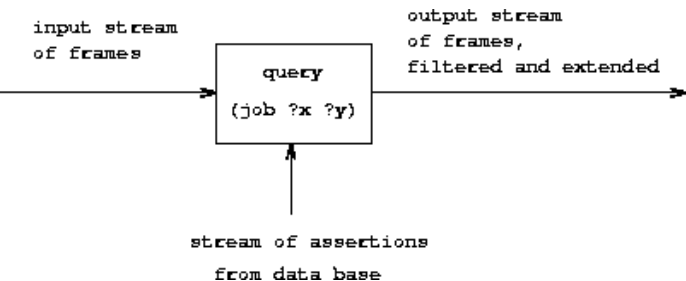 input stream
of frames
output stream
of frames,
filtered and extended
query
(job ?x ?y)
stream of assertions
from data base